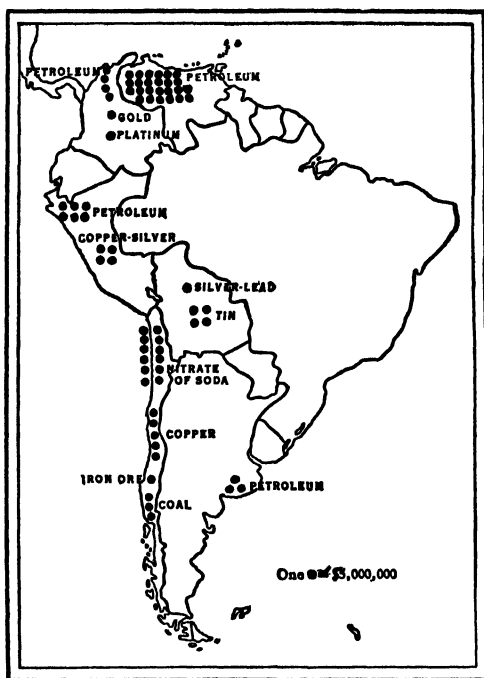 PETROLEUM
PETROLEUM
GOLD
PLATINUM
PETROLEUM
COPPER-SILVER
SILVER-LEAD
TIN
NITRATE
OF SODA
COPPER
IRON ORE
COAL
PETROLEUM
One = $5,000,000